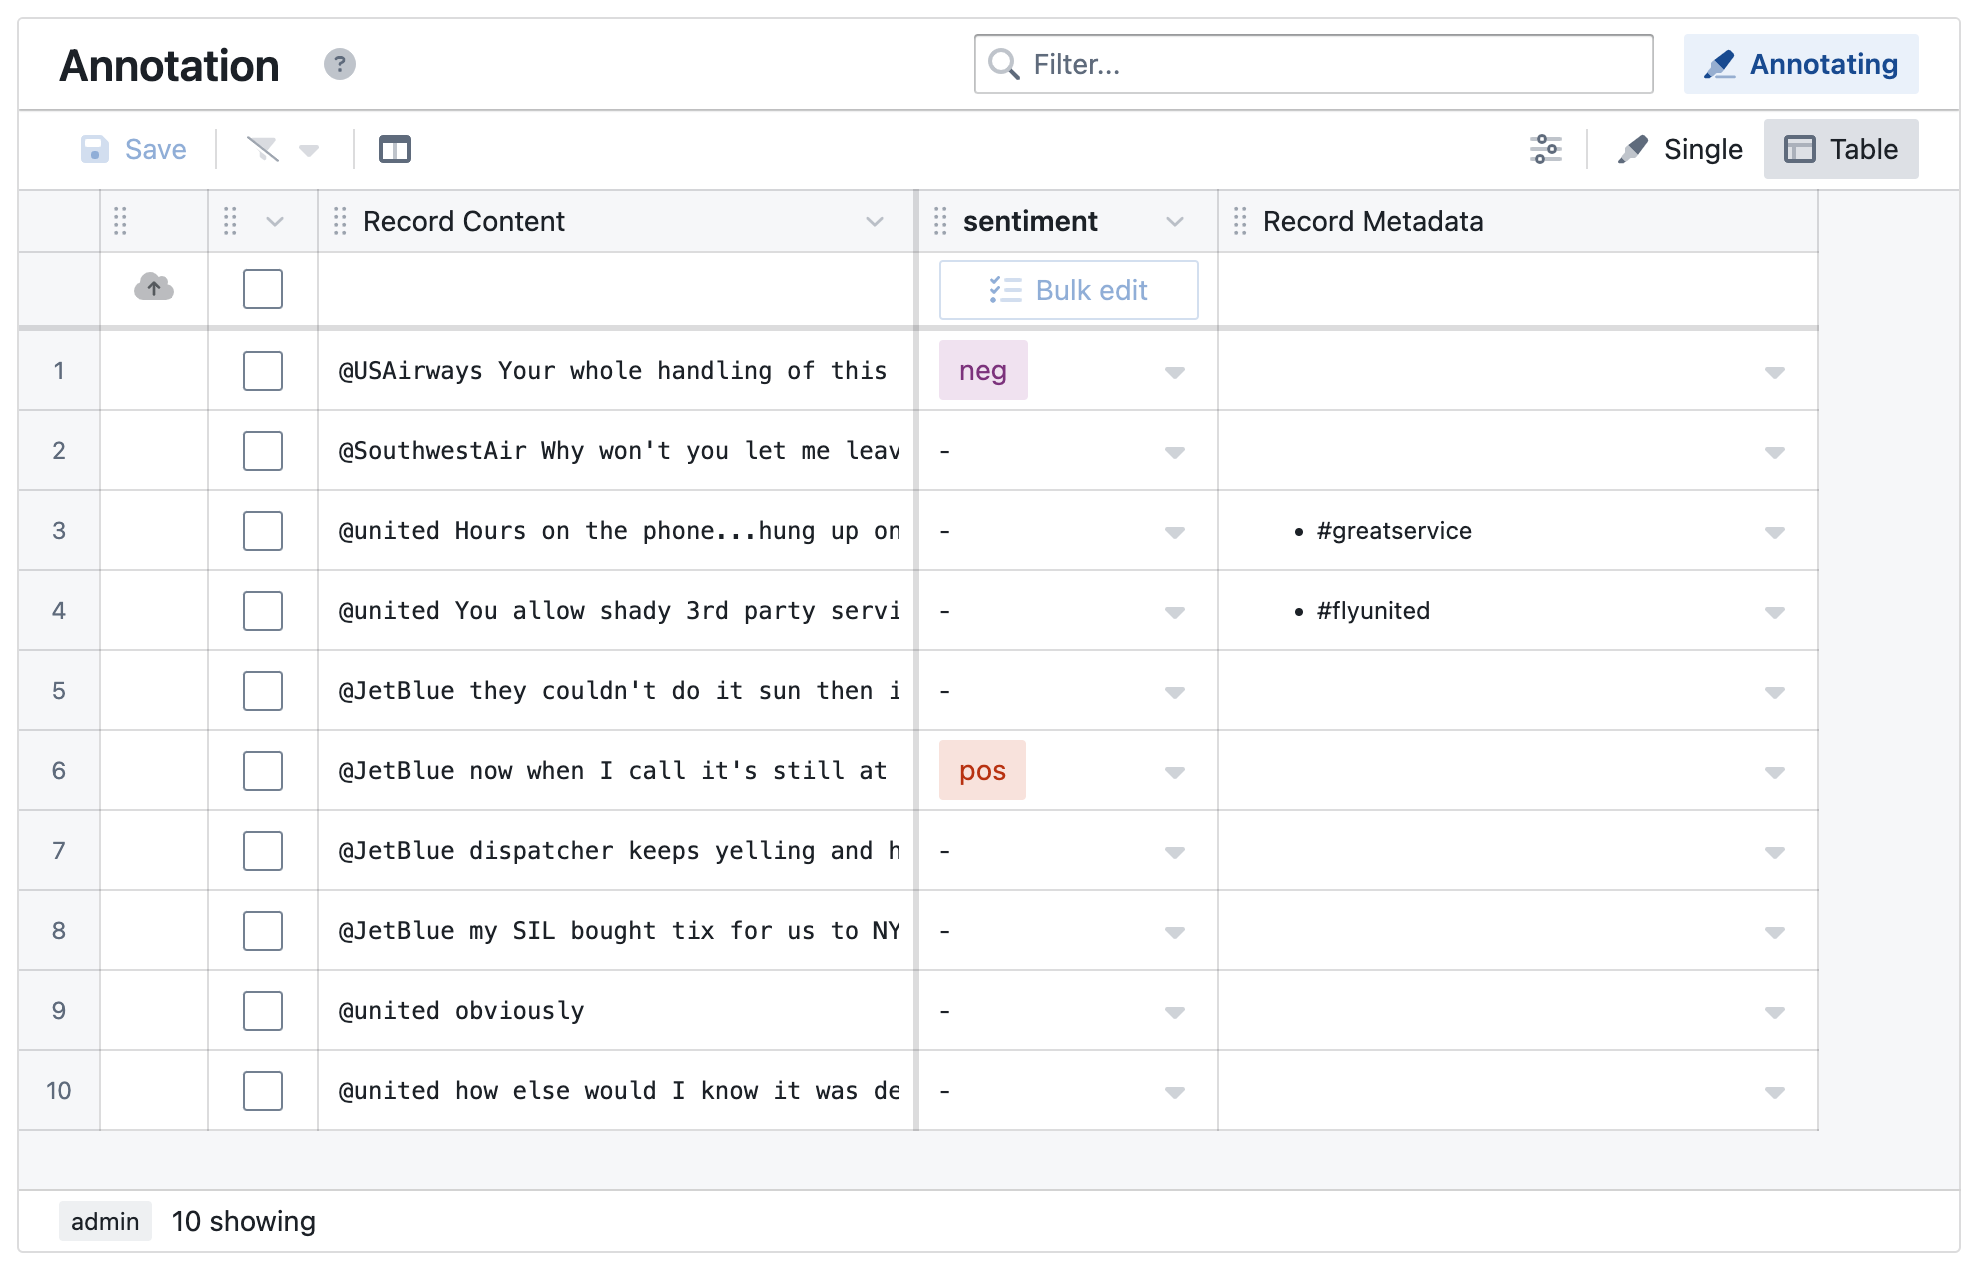 Annotation ? Filter... Annotating
Save Single Table
Record Content sentiment Record Metadata
Bulk edit
1 @USAirways Your whole handling of this neg
2 @SouthwestAir Why won't you let me leav -
3 @united Hours on the phone...hung up on - • #greatservice
4 @united You allow shady 3rd party servi - • #flyunited
5 @JetBlue they couldn't do it sun then i -
6 @JetBlue now when I call it's still at pos
7 @JetBlue dispatcher keeps yelling and h -
8 @JetBlue my SIL bought tix for us to NY -
9 @united obviously -
10 @united how else would I know it was de -
admin 10 showing